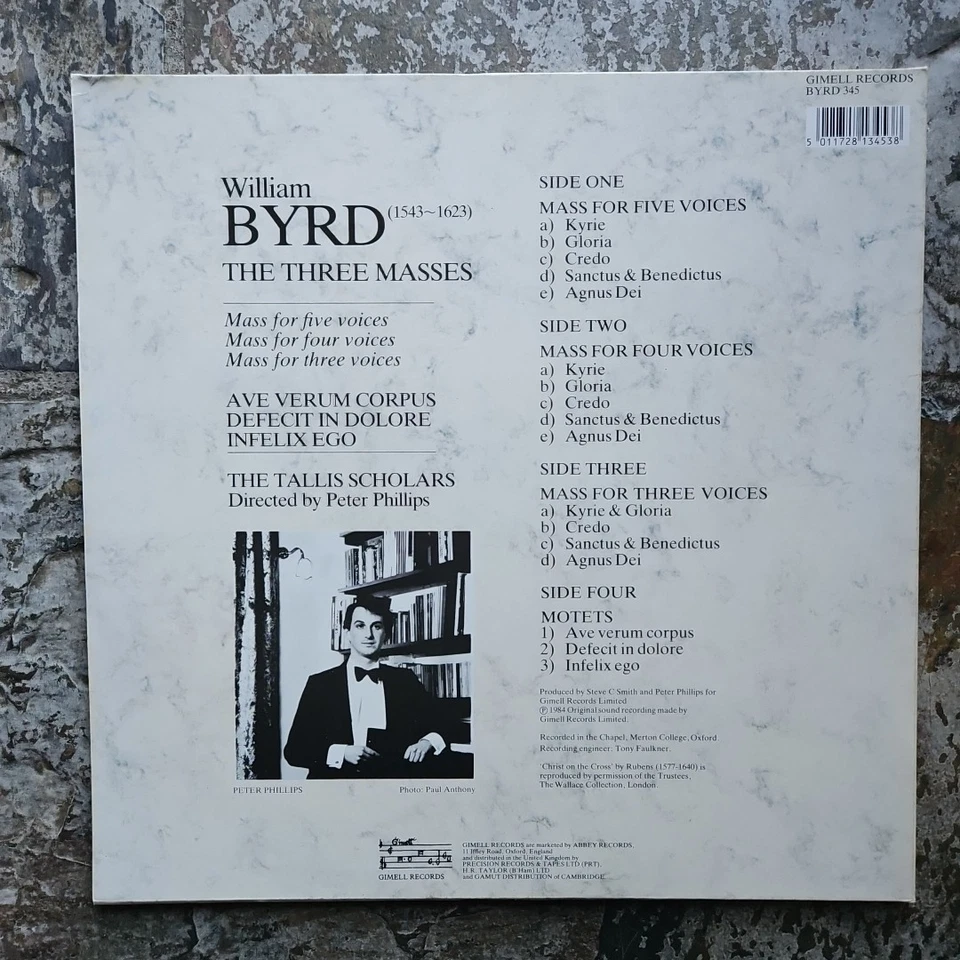 GIMELL RECORDS
BYRD 345
5 011728 134538
William
BYRD (1543~1623)
THE THREE MASSES
Mass for five voices
Mass for four voices
Mass for three voices
AVE VERUM CORPUS
DEFECIT IN DOLORE
INFELIX EGO
THE TALLIS SCHOLARS
Directed by Peter Phillips
PETER PHILLIPS
Photo: Paul Anthony
SIDE ONE
MASS FOR FIVE VOICES
a) Kyrie
b) Gloria
c) Credo
d) Sanctus & Benedictus
e) Agnus Dei
SIDE TWO
MASS FOR FOUR VOICES
a) Kyrie
b) Gloria
c) Credo
d) Sanctus & Benedictus
e) Agnus Dei
SIDE THREE
MASS FOR THREE VOICES
a) Kyrie & Gloria
b) Credo
c) Sanctus & Benedictus
d) Agnus Dei
SIDE FOUR
MOTETS
1) Ave verum corpus
2) Defecit in dolore
3) Infelix ego
Produced by Steve C Smith and Peter Phillips for
Gimell Records Limited
℗ 1984 Original sound recording made by
Gimell Records Limited.
Recorded in the Chapel, Merton College, Oxford
Recording engineer: Tony Faulkner.
'Christ on the Cross' by Rubens (1577-1640) is
reproduced by permission of the Trustees,
The Wallace Collection, London.
Gimell
GIMELL RECORDS
GIMELL RECORDS are marketed by ABBEY RECORDS,
11 Iffley Road, Oxford, England
and distributed in the United Kingdom by
PRECISION RECORDS & TAPES LTD (PRT),
H.R. TAYLOR (B'Ham) LTD
and GAMUT DISTRIBUTION of CAMBRIDGE